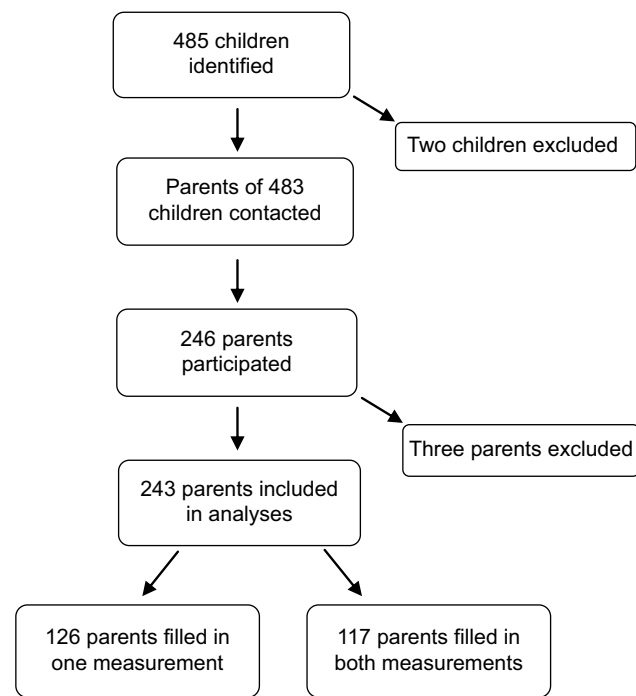 485 children
identified
Two children excluded
Parents of 483
children contacted
246 parents
participated
Three parents excluded
243 parents included
in analyses
126 parents filled in
one measurement
117 parents filled in
both measurements